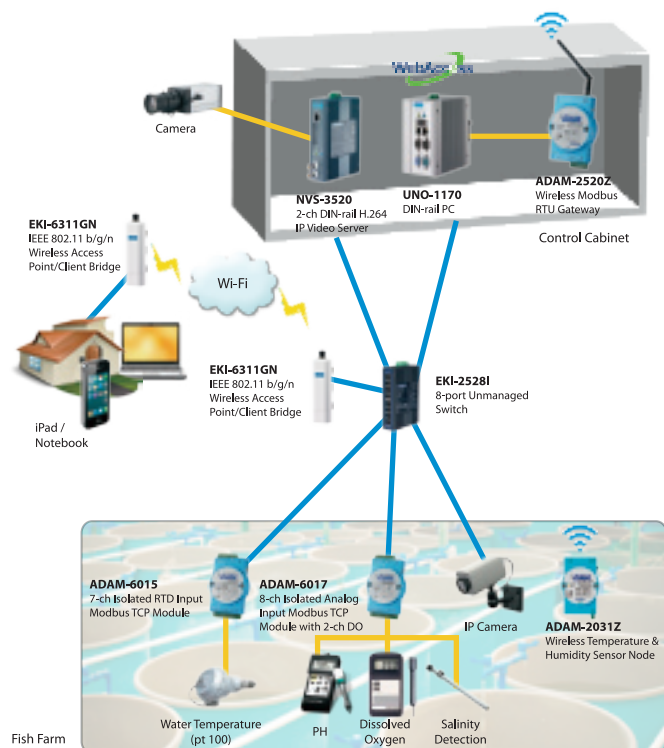 WebAccess
Camera
NVS-3520
2-ch DIN-rail H.264
IP Video Server
UNO-1170
DIN-rail PC
ADAM-2520Z
Wireless Modbus
RTU Gateway
Control Cabinet
EKI-6311GN
IEEE 802.11 b/g/n
Wireless Access
Point/Client Bridge
Wi-Fi
EKI-6311GN
IEEE 802.11 b/g/n
Wireless Access
Point/Client Bridge
EKI-2528I
8-port Unmanaged
Switch
iPad /
Notebook
ADAM-6015
7-ch Isolated RTD Input
Modbus TCP Module
ADAM-6017
8-ch Isolated Analog
Input Modbus TCP
Module with 2-ch DO
IP Camera
ADAM-2031Z
Wireless Temperature &
Humidity Sensor Node
Water Temperature
(pt 100)
PH
Dissolved
Oxygen
Salinity
Detection
Fish Farm